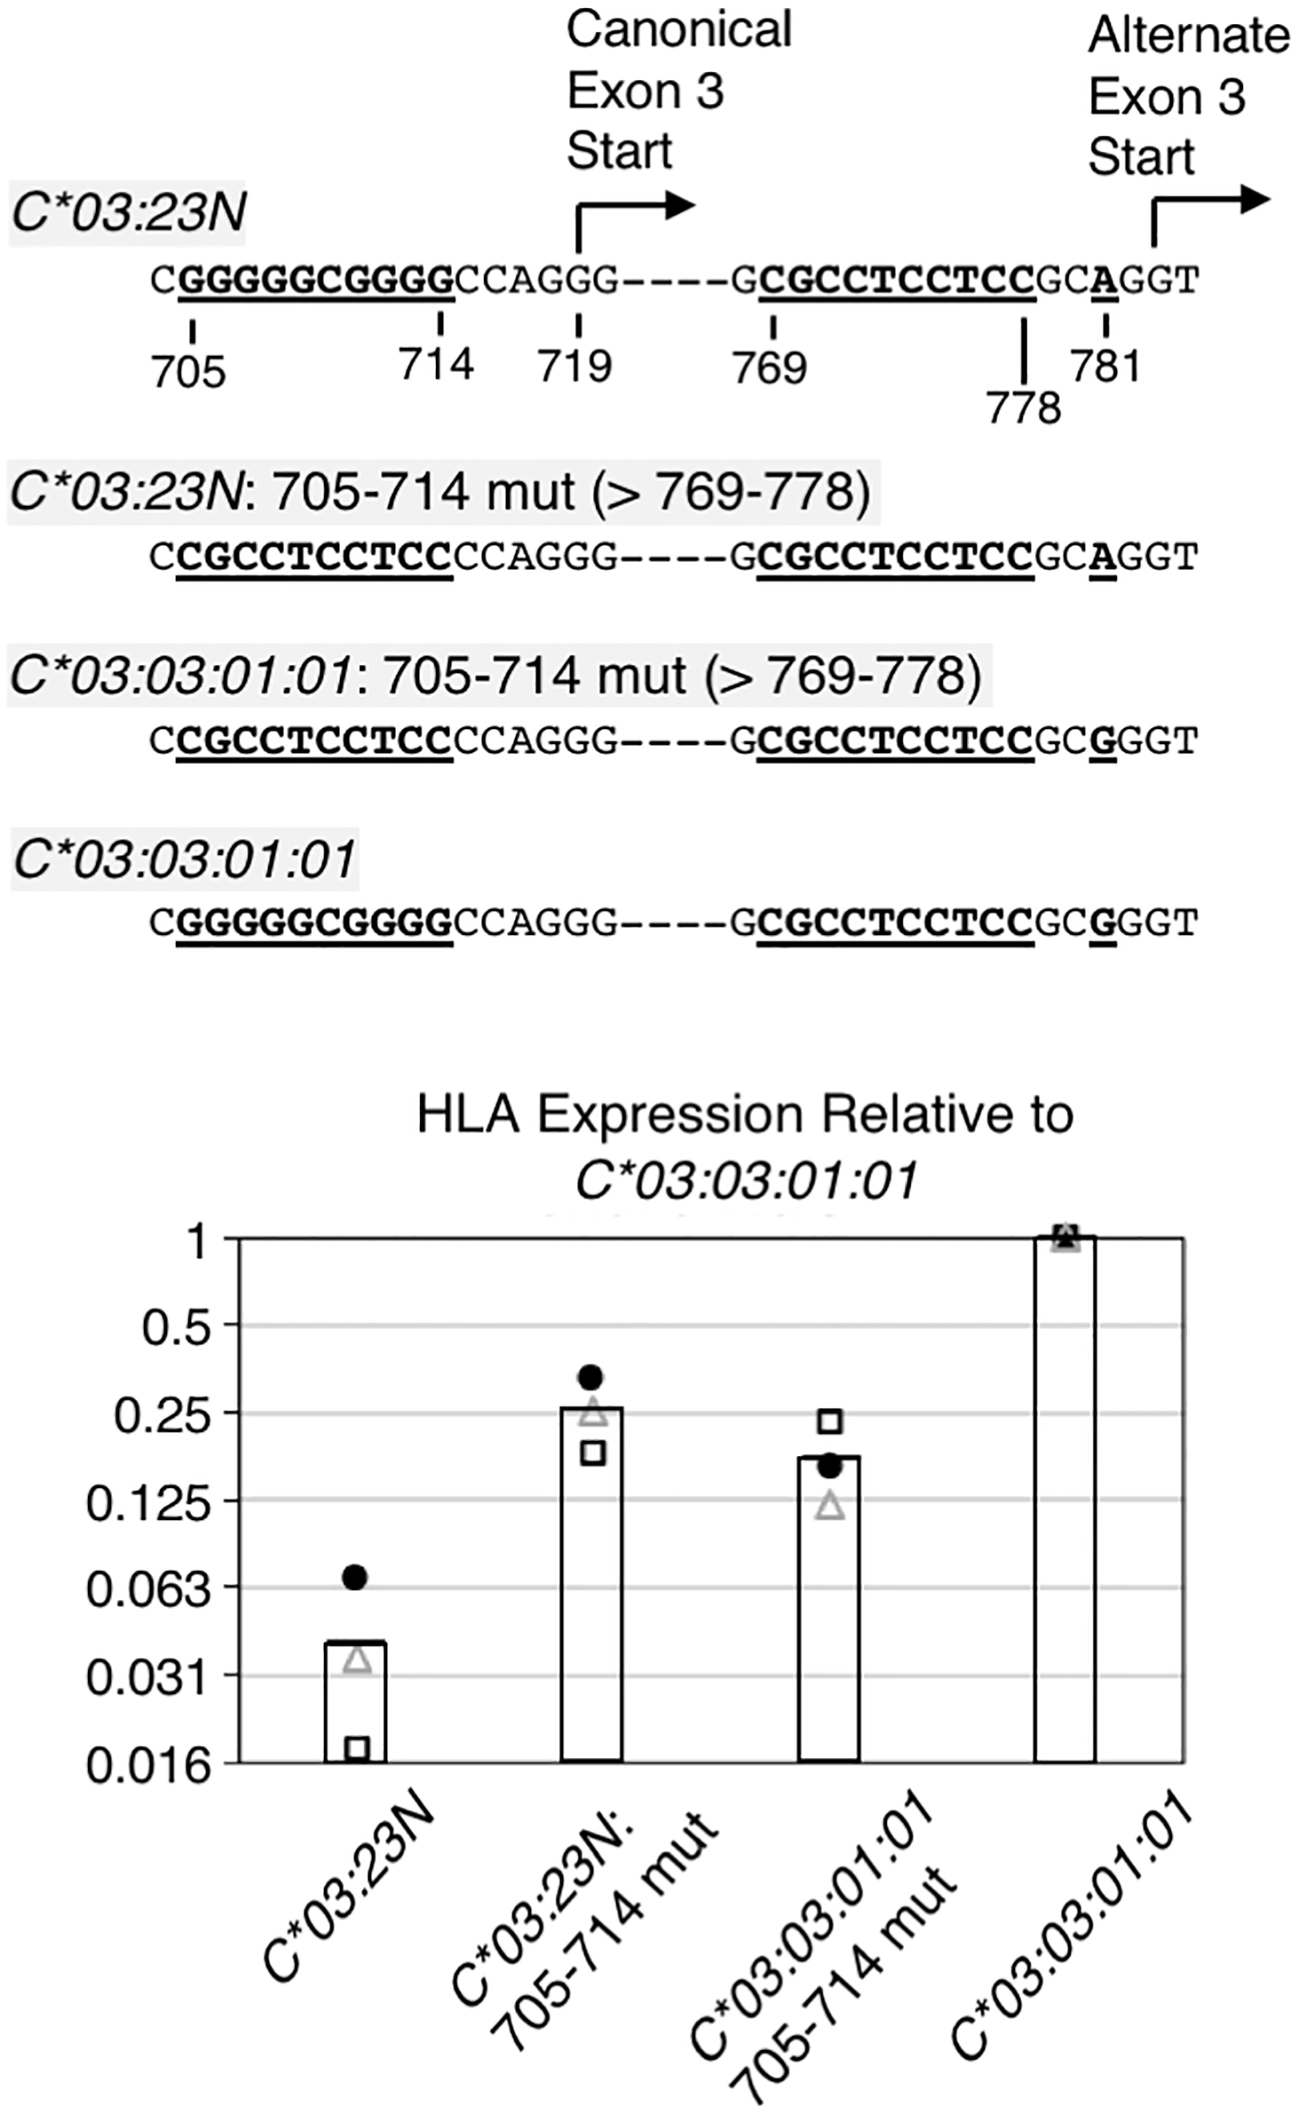 Canonical
Exon 3
Start
Alternate
Exon 3
Start
C*03:23N
CGGGGGCGGGGCCAGGG----GCGCCTCCTCCGCAGGT
705
714
719
769
778
781
C*03:23N: 705-714 mut (> 769-778)
CCGCCTCCTCCCCAGGG----GCGCCTCCTCCGCAGGT
C*03:03:01:01: 705-714 mut (> 769-778)
CCGCCTCCTCCCCAGGG----GCGCCTCCTCCGCGGGT
C*03:03:01:01
CGGGGGCGGGGCCAGGG----GCGCCTCCTCCGCGGGT
HLA Expression Relative to
C*03:03:01:01
1
0.5
0.25
0.125
0.063
0.031
0.016
C*03:23N
C*03:23N:
705-714 mut
C*03:03:01:01
705-714 mut
C*03:03:01:01